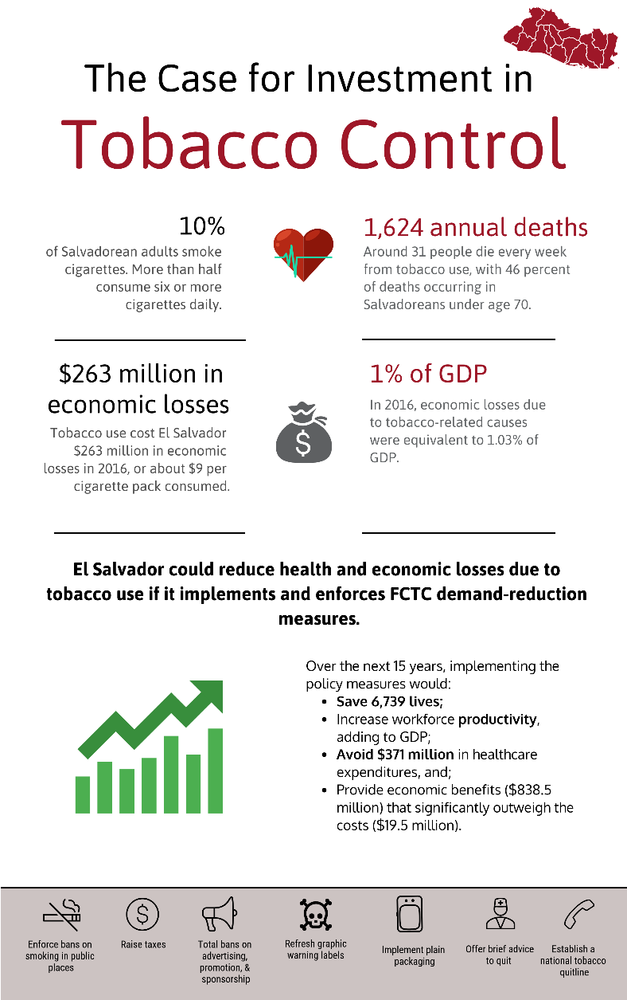 The Case for Investment in
Tobacco Control
10%
of Salvadorean adults smoke
cigarettes. More than half
consume six or more
cigarettes daily.
1,624 annual deaths
Around 31 people die every week
from tobacco use, with 46 percent
of deaths occurring in
Salvadoreans under age 70.
$263 million in
economic losses
Tobacco use cost El Salvador
$263 million in economic
losses in 2016, or about $9 per
cigarette pack consumed.
$
1% of GDP
In 2016, economic losses due
to tobacco-related causes
were equivalent to 1.03% of
GDP.
El Salvador could reduce health and economic losses due to
tobacco use if it implements and enforces FCTC demand-reduction
measures.
Over the next 15 years, implementing the
policy measures would:
• Save 6,739 lives;
• Increase workforce productivity,
adding to GDP;
• Avoid $371 million in healthcare
expenditures, and;
• Provide economic benefits ($838.5
million) that significantly outweigh the
costs ($19.5 million).
Enforce bans on
smoking in public
places
$
Raise taxes
Total bans on
advertising,
promotion, &
sponsorship
Refresh graphic
warning labels
Implement plain
packaging
Offer brief advice
to quit
Establish a
national tobacco
quitline